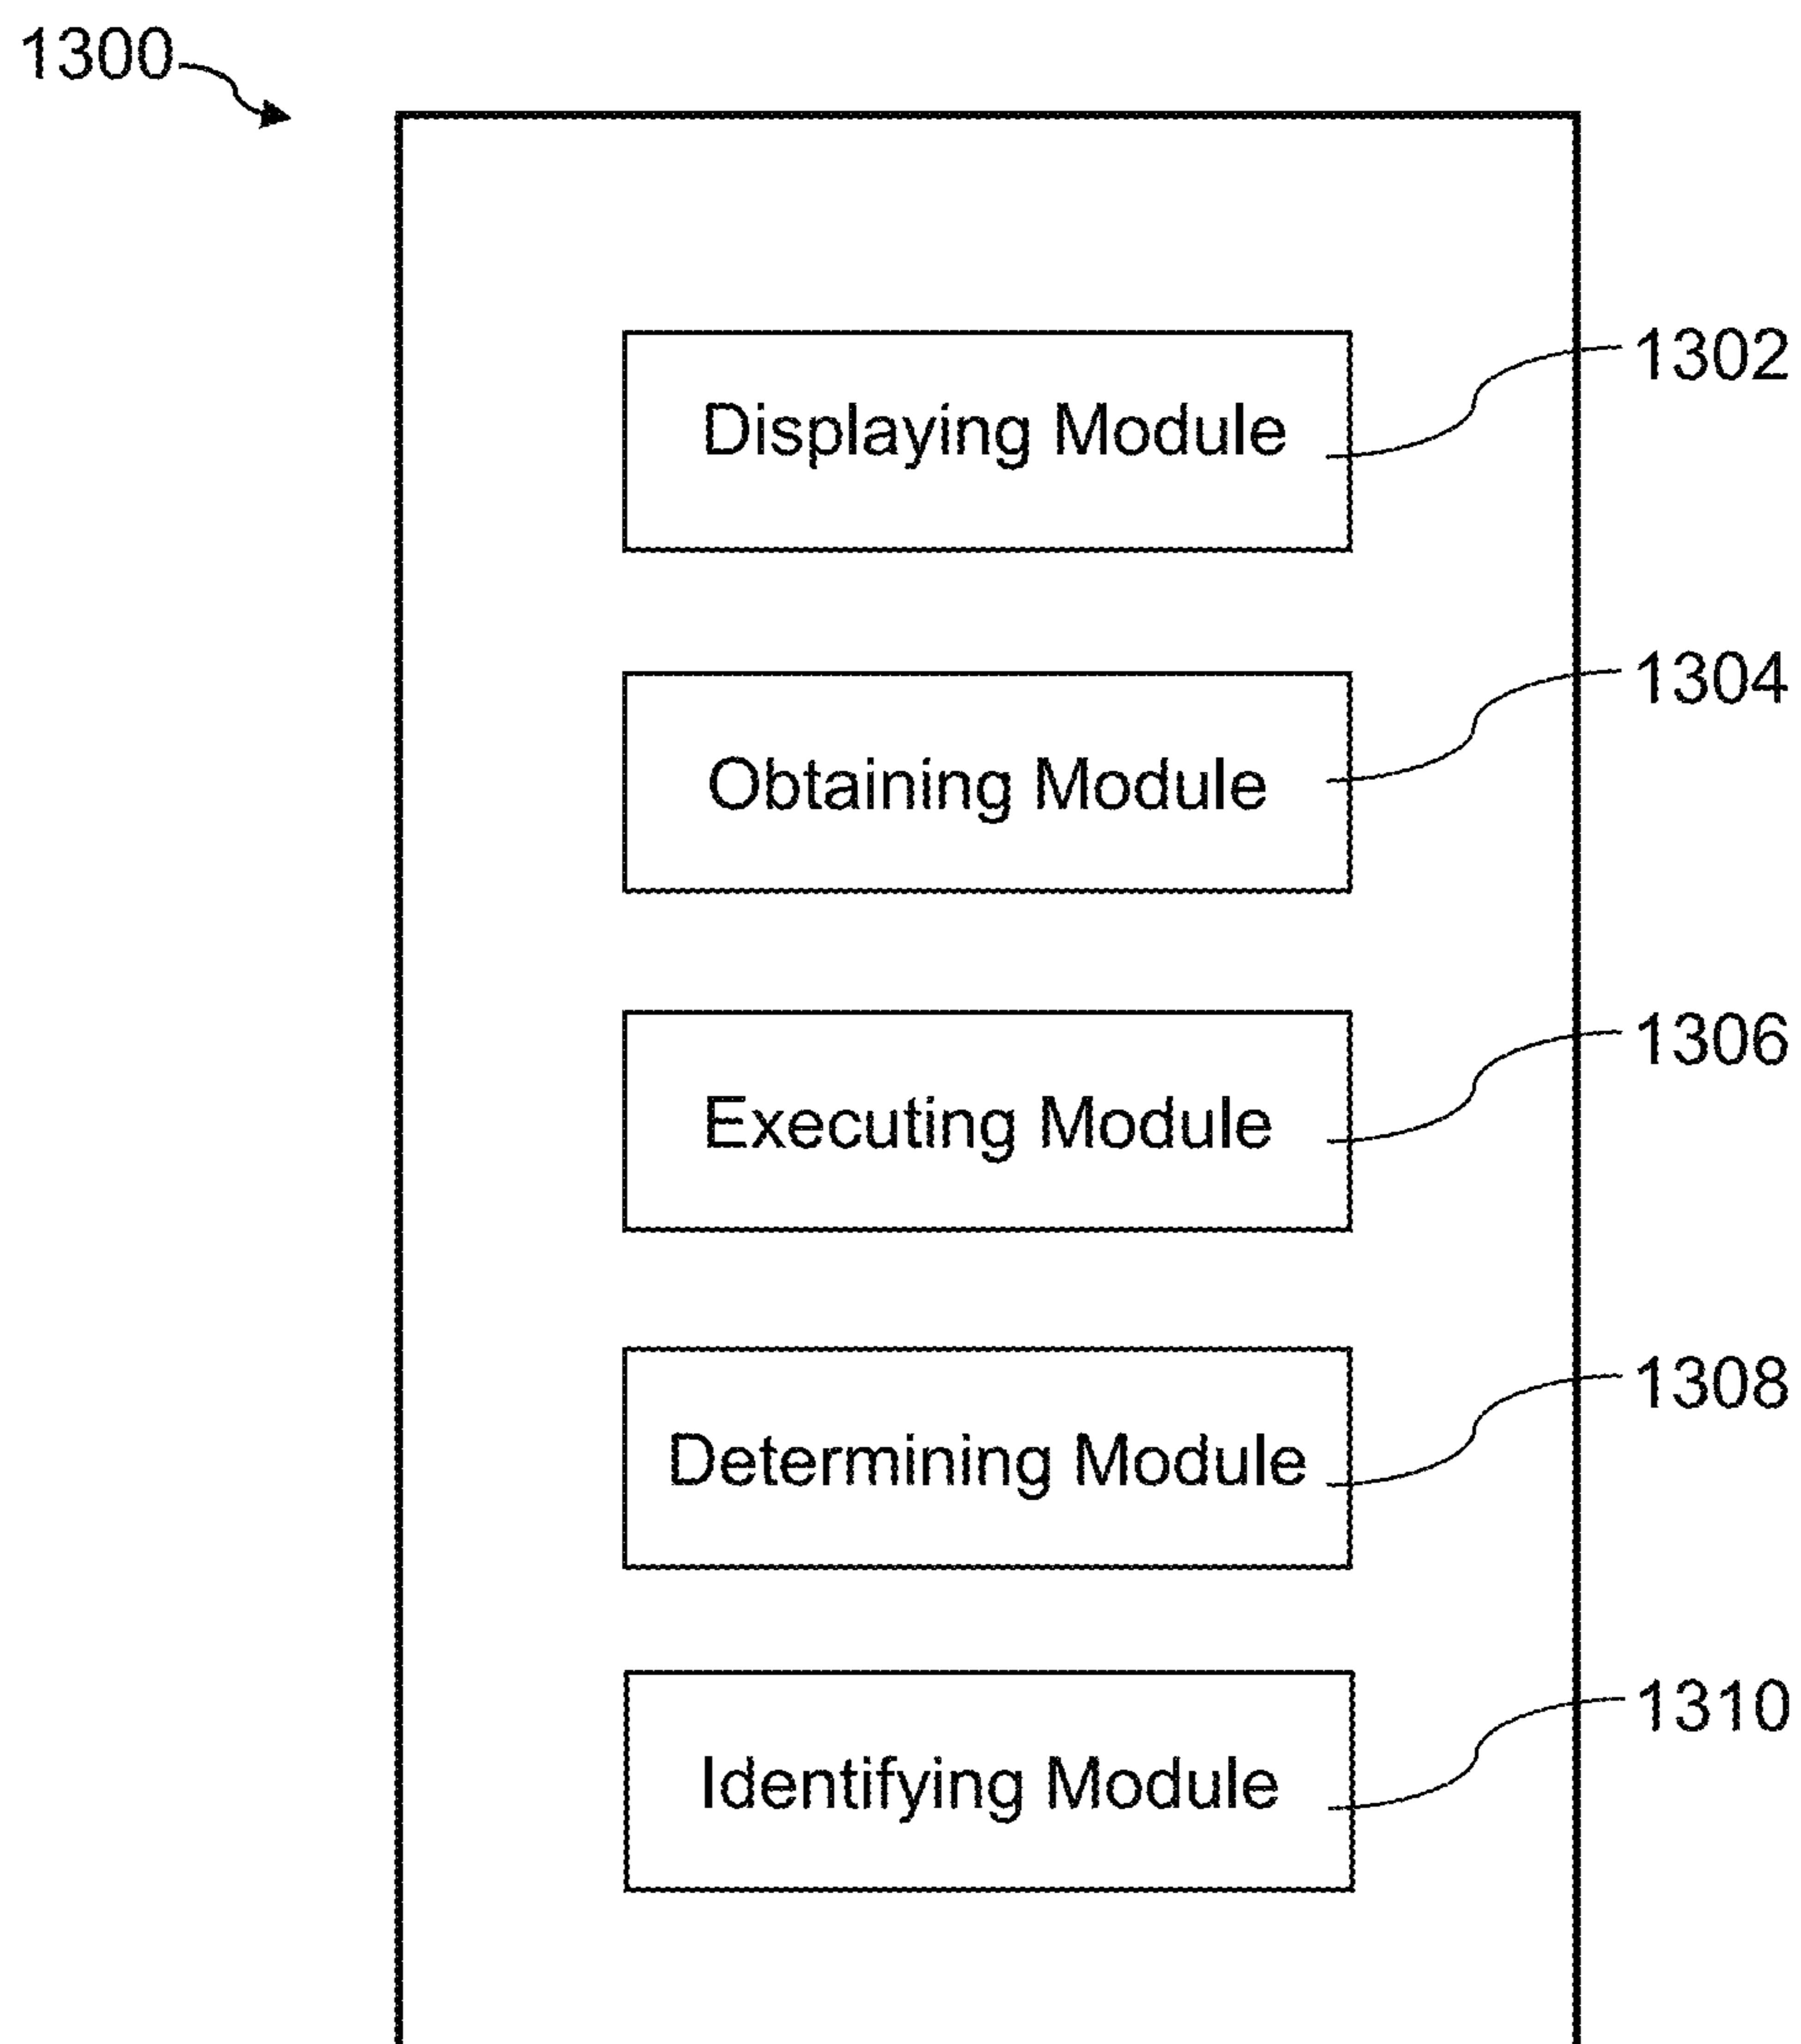 1300
Displaying Module
1302
Obtaining Module
1304
Executing Module
1306
Determining Module
1308
Identifying Module
1310